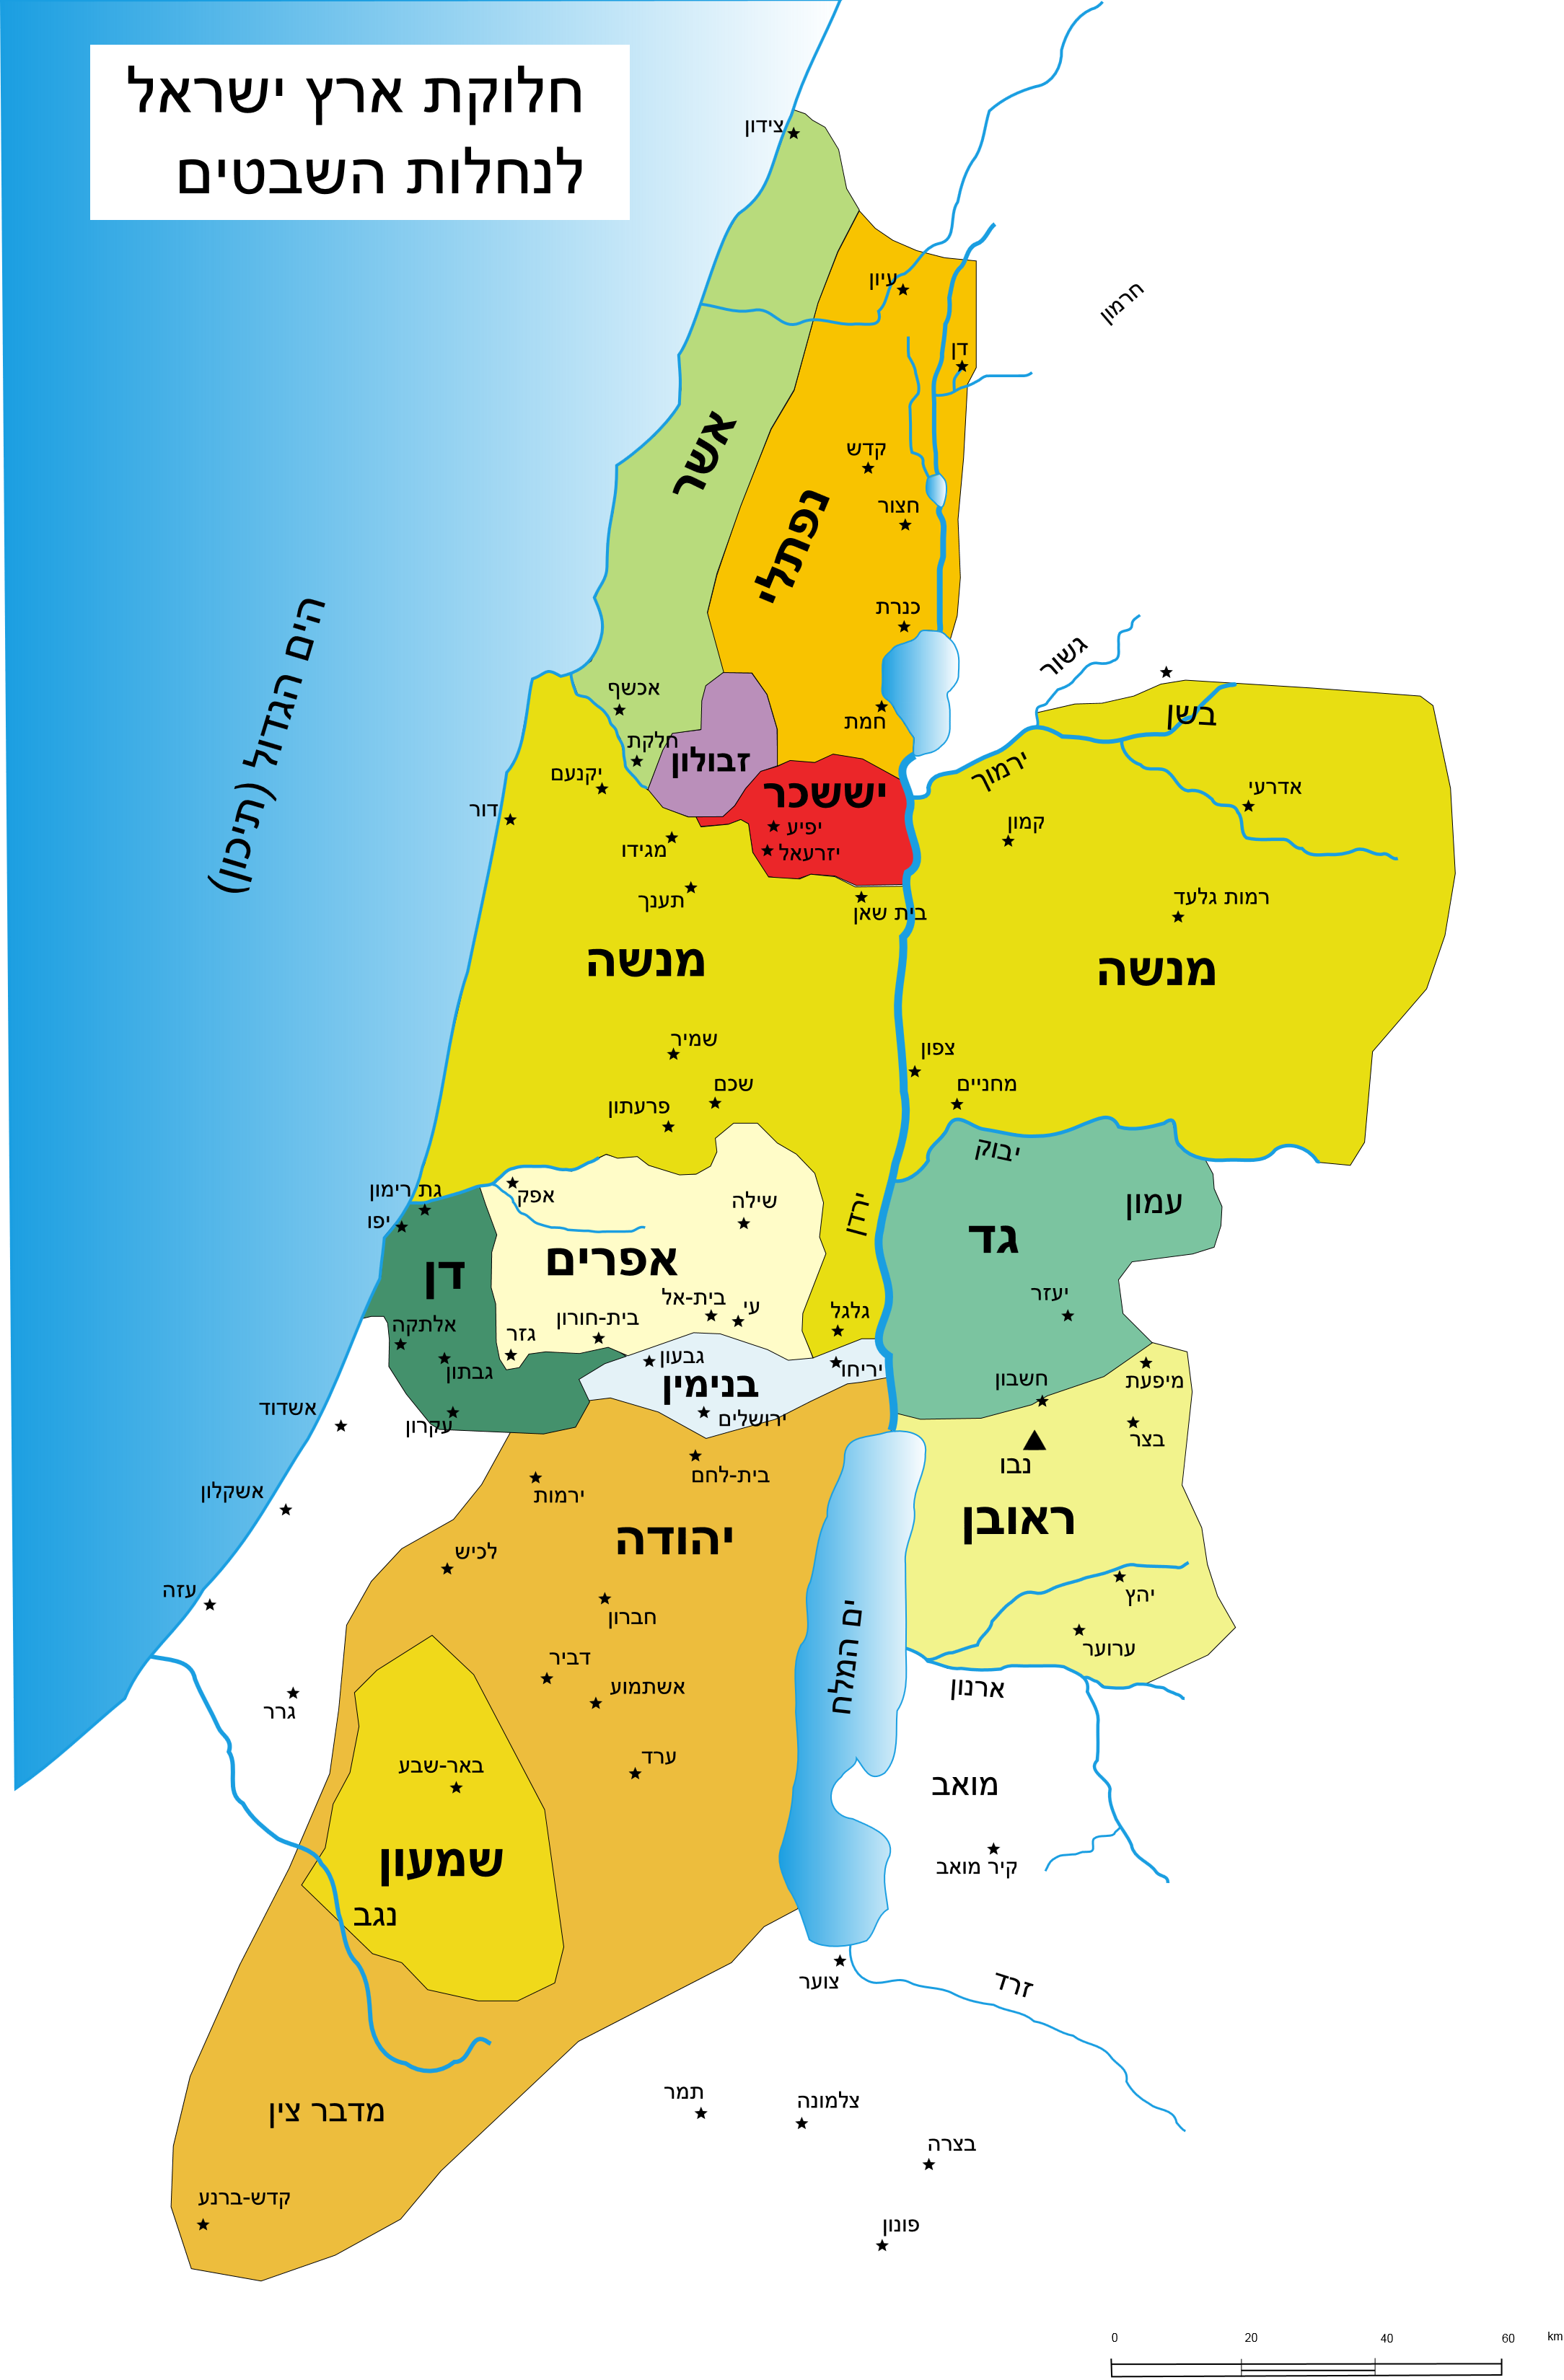 חלוקת ארץ ישראל
לנחלות השבטים
צידון
עיון
חרמון
דן
אשר
קדש
נפתלי
חצור
כנרת
הים הגדול (תיכון)
גשור
אכשף
חמת
בשן
חלקת
זבולון
יקנעם
יששכר
ירמוך
אדרעי
דור
יפיע
קמון
מגידו
יזרעאל
תענך
בית שאן
רמות גלעד
מנשה
מנשה
שמיר
צפון
שכם
מחניים
פרעתון
יבוק
גת רימון
אפק
שילה
ירדן
עמון
יפו
גד
אפרים
דן
בית-אל
עי
יעזר
גלגל
אלתקה
בית-חורון
גזר
גבעון
יריחו
גבתון
בנימין
חשבון
מיפעת
אשדוד
עקרון
ירושלים
בצר
נבו
בית-לחם
אשקלון
ירמות
ראובן
יהודה
לכיש
עזה
חברון
יהץ
ים המלח
ערוער
דביר
אשתמוע
ארנון
גרר
ערד
באר-שבע
מואב
שמעון
קיר מואב
נגב
צוער
זרד
תמר
צלמונה
מדבר צין
בצרה
קדש-ברנע
פונון
0 20 40 60 km